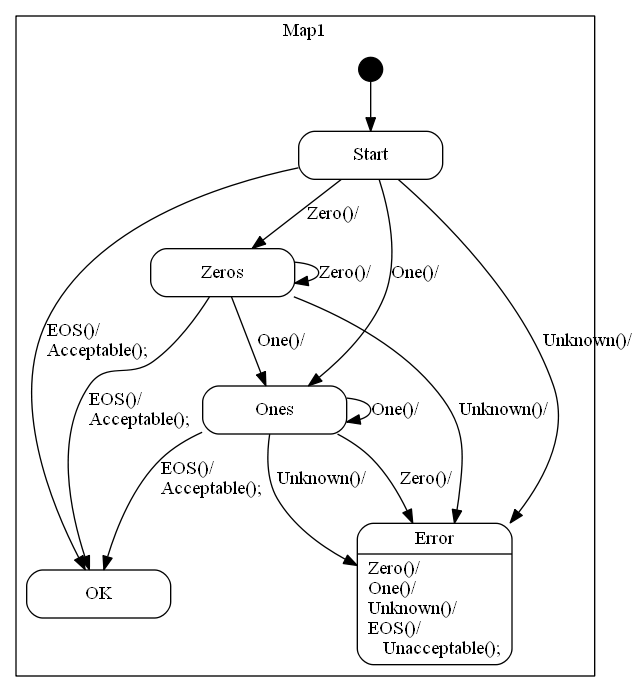 Map1
Start
Zero()/
Zeros
Zero()/
One()/
EOS()/
Acceptable();
One()/
Unknown()/
EOS()/
Acceptable();
Ones
One()/
Unknown()/
EOS()/
Acceptable();
Unknown()/
Zero()/
Error
Zero()/
One()/
Unknown()/
EOS()/
Unacceptable();
OK